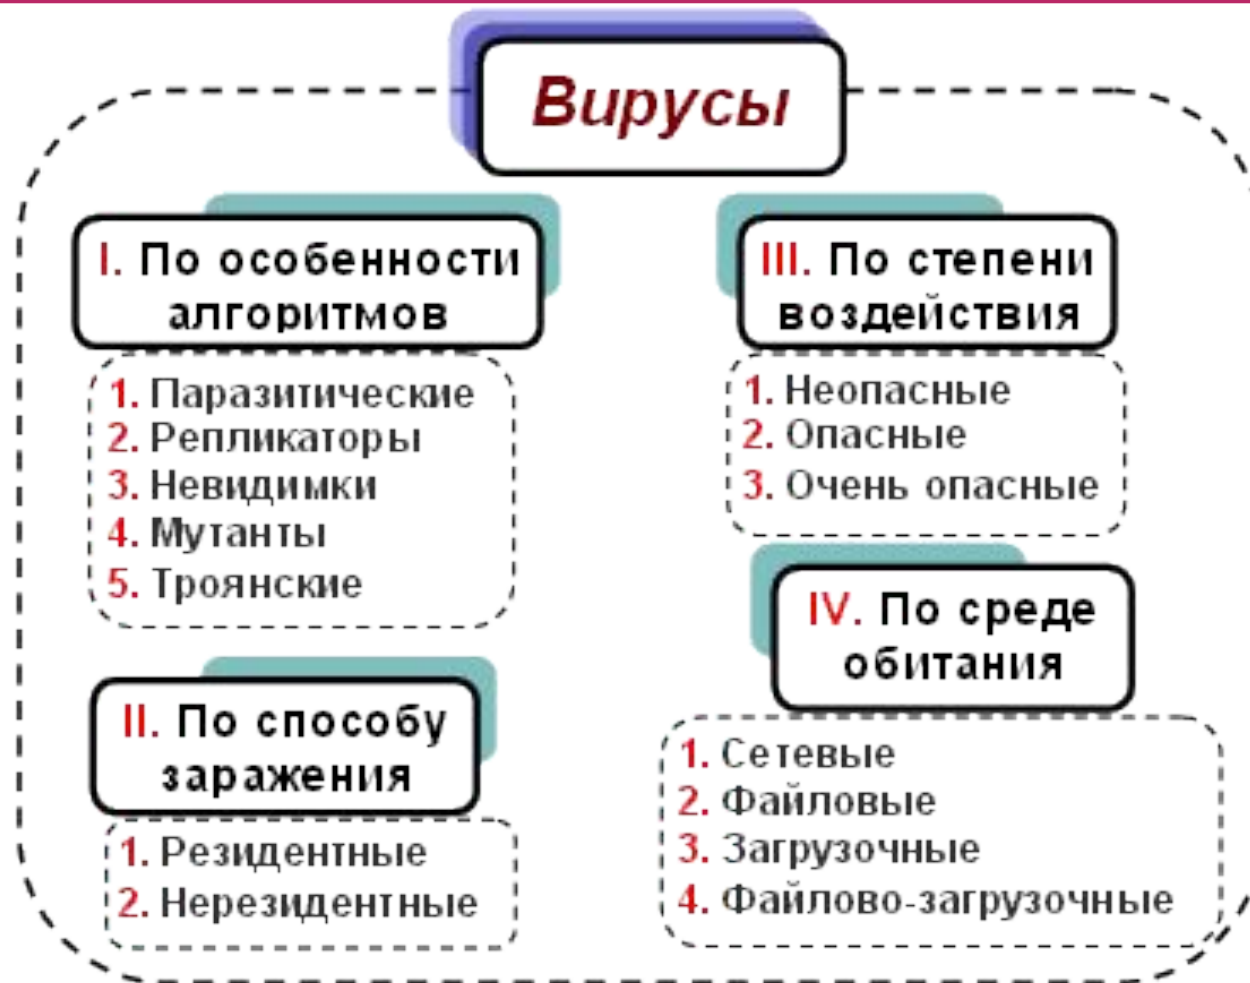 Вирусы
I. По особенности
алгоритмов
1. Паразитические
2. Репликаторы
3. Невидимки
4. Мутанты
5. Троянские
II. По способу
заражения
1. Резидентные
2. Нерезидентные
III. По степени
воздействия
1. Неопасные
2. Опасные
3. Очень опасные
IV. По среде
обитания
1. Сетевые
2. Файловые
3. Загрузочные
4. Файлово-загрузочные